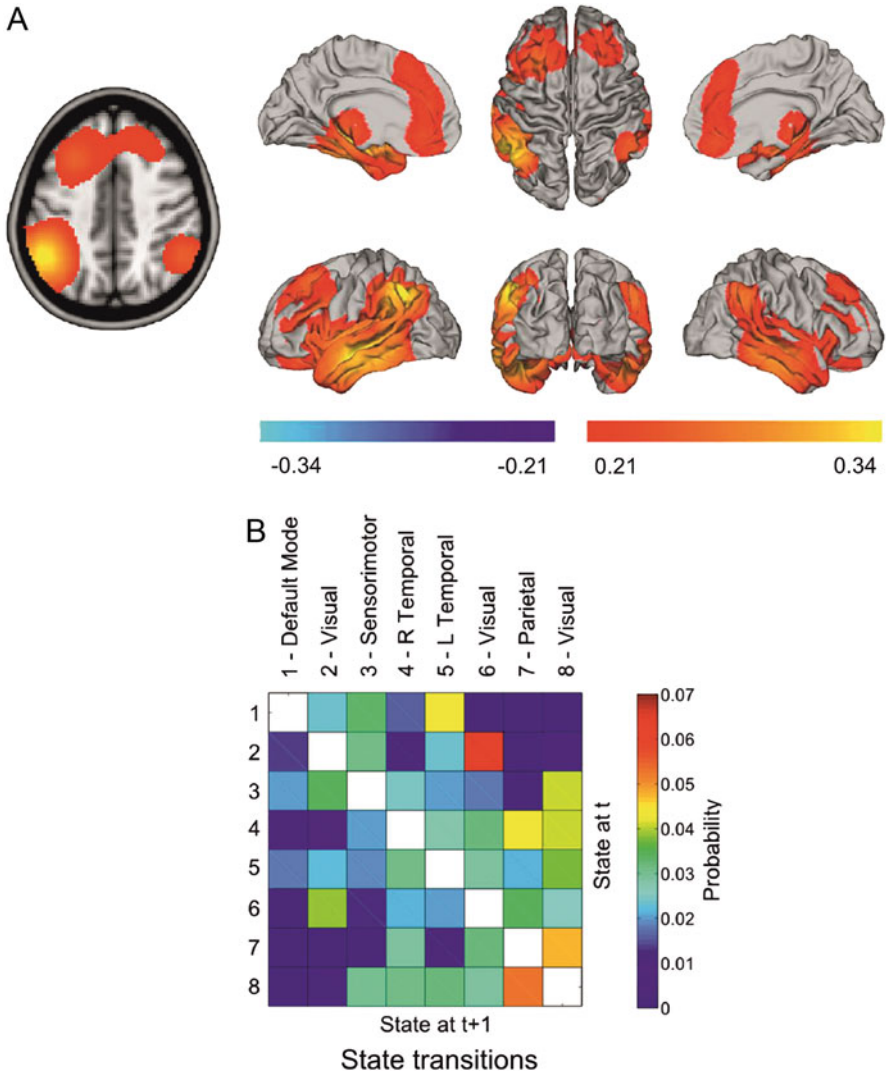 A
-0.34 -0.21 0.21 0.34
B
1 - Default Mode
2 - Visual
3 - Sensorimotor
4 - R Temporal
5 - L Temporal
6 - Visual
7 - Parietal
8 - Visual
1
2
3
4
5
6
7
8
State at t
0.07
0.06
0.05
0.04
0.03
0.02
0.01
0
Probability
State at t+1
State transitions